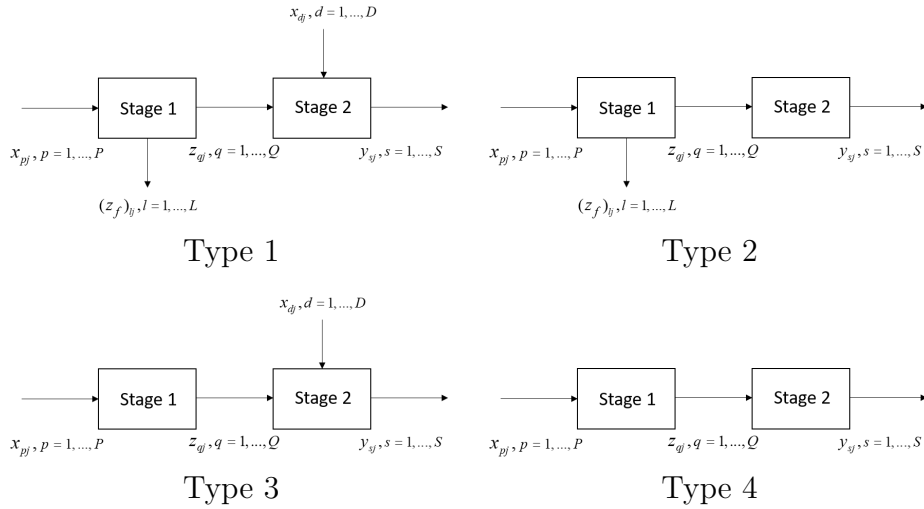 x_{dj}, d = 1,...,D
Stage 1
Stage 2
x_{pj}, p = 1,...,P
z_{qj}, q = 1,...,Q
y_{sj}, s = 1,...,S
(z_f)_{lj}, l = 1,...,L
Type 1
Stage 1
Stage 2
x_{pj}, p = 1,...,P
z_{qj}, q = 1,...,Q
y_{sj}, s = 1,...,S
(z_f)_{lj}, l = 1,...,L
Type 2
x_{dj}, d = 1,...,D
Stage 1
Stage 2
x_{pj}, p = 1,...,P
z_{qj}, q = 1,...,Q
y_{sj}, s = 1,...,S
Type 3
Stage 1
Stage 2
x_{pj}, p = 1,...,P
z_{qj}, q = 1,...,Q
y_{sj}, s = 1,...,S
Type 4